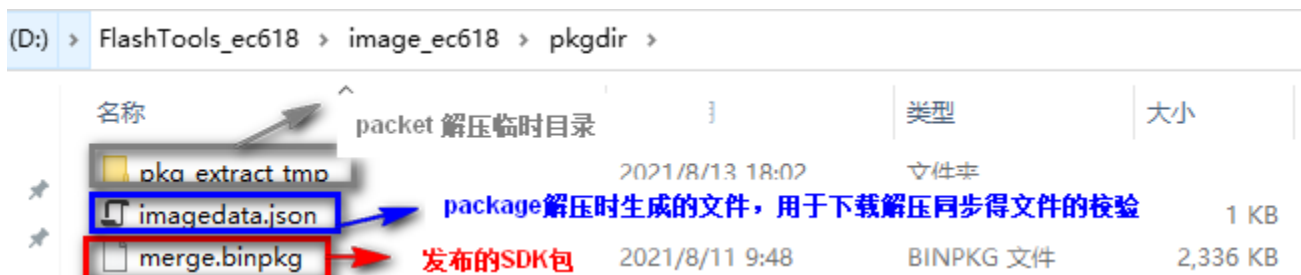 (D:) > FlashTools_ec618 > image_ec618 > pkgdir >
名称 类型 大小
packet 解压临时目录
pkg_extract_tmp 2021/8/13 18:02 文件夹
imagedata.json package解压时生成的文件，用于下载解压同步得文件的校验 1 KB
merge.binpkg 发布的SDK包 2021/8/11 9:48 BINPKG 文件 2,336 KB